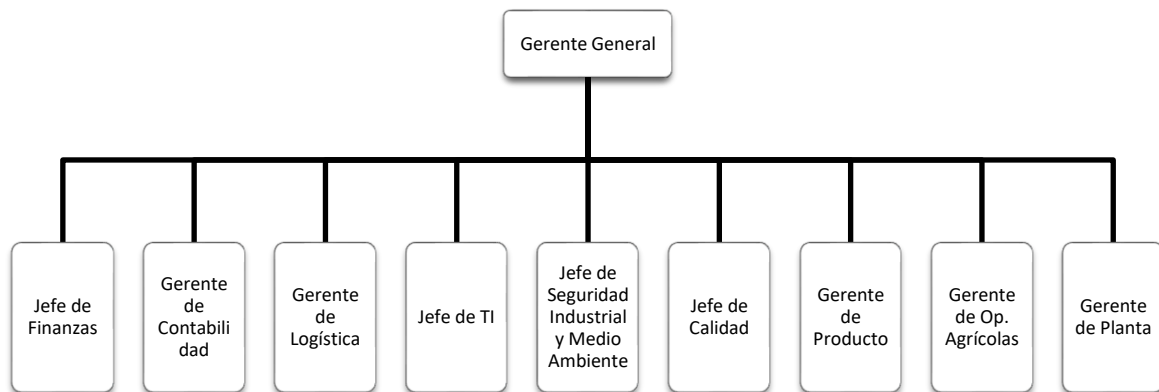 Gerente General
Jefe de
Finanzas
Gerente
de
Contabili
dad
Gerente
de
Logística
Jefe de TI
Jefe de
Seguridad
Industrial
y Medio
Ambiente
Jefe de
Calidad
Gerente
de
Producto
Gerente
de Op.
Agrícolas
Gerente
de Planta